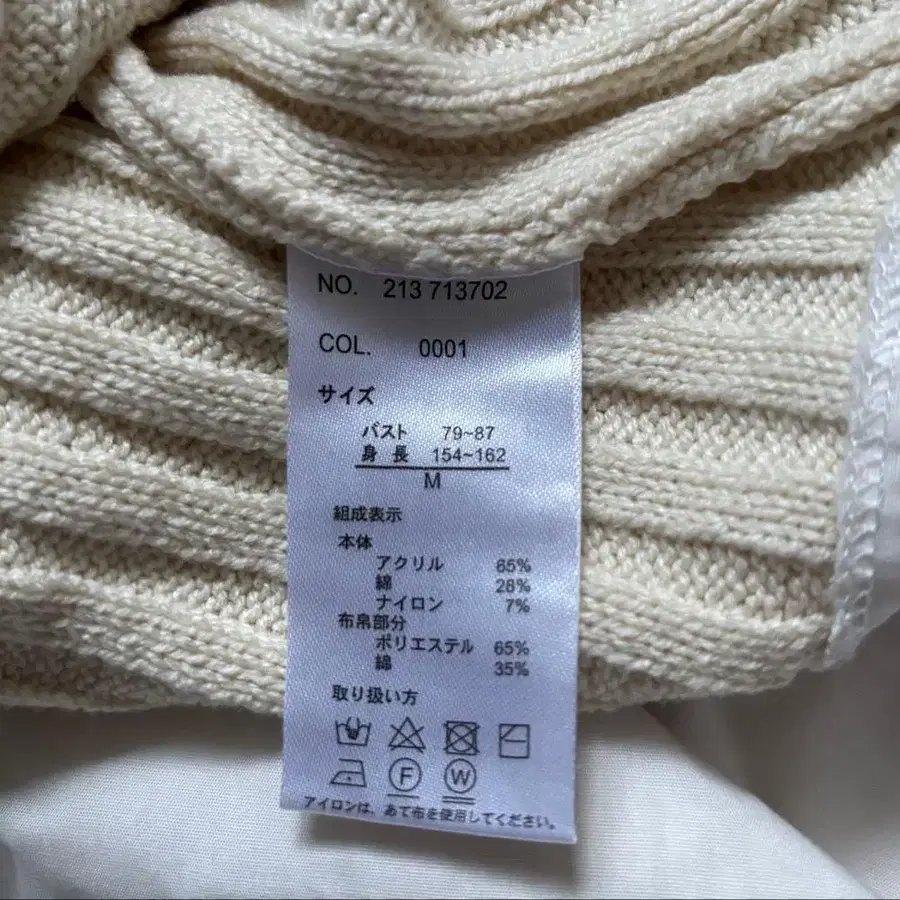 NO. 213 713702
COL. 0001
サイズ
バスト 79~87
身長 154~162
M
組成表示
本体
アクリル 65%
綿 28%
ナイロン 7%
布帛部分
ポリエステル 65%
綿 35%
取り扱い方
F W
アイロンは、あて布を使用してください。